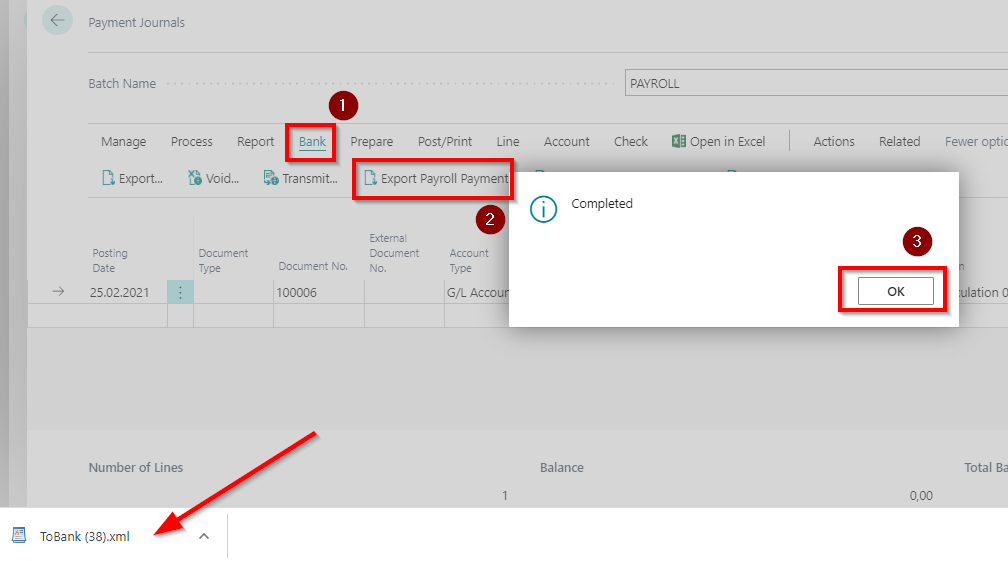 Payment Journals
Batch Name
PAYROLL
1
Manage Process Report Bank Prepare Post/Print Line Account Check Open in Excel Actions Related Fewer optio
Export... Void... Transmit... Export Payroll Payment
2
Completed
3
OK
Posting Date
Document Type
Document No.
External Document No.
Account Type
n
25.02.2021 100006 G/L Accoun culation 0
Number of Lines Balance Total Ba
1 0,00
ToBank (38).xml